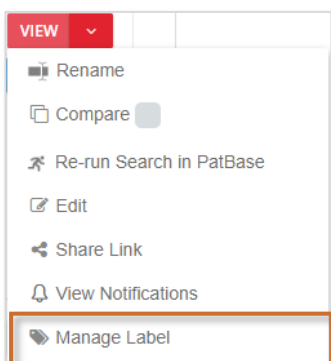 VIEW
Rename
Compare
Re-run Search in PatBase
Edit
Share Link
View Notifications
Manage Label